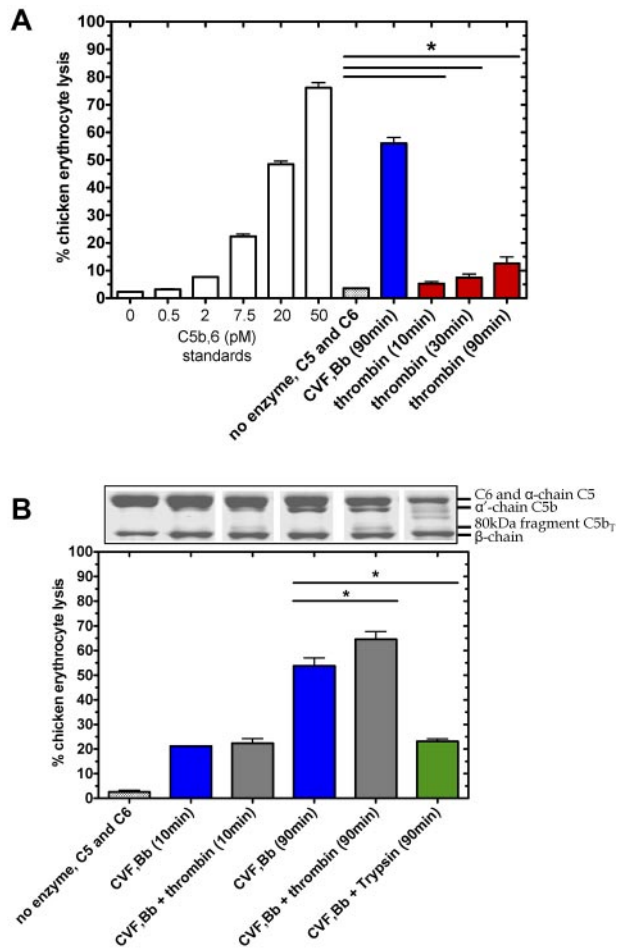 A
% chicken erythrocyte lysis
100
90
80
70
60
50
40
30
20
10
0
*
0 0.5 2 7.5 20 50
C5b,6 (pM)
standards
no enzyme, C5 and C6
CVF,Bb (90min)
thrombin (10min)
thrombin (30min)
thrombin (90min)
B
C6 and α-chain C5
α'-chain C5b
80kDa fragment C5bT
β-chain
% chicken erythrocyte lysis
100
90
80
70
60
50
40
30
20
10
0
*
*
no enzyme, C5 and C6
CVF,Bb (10min)
CVF,Bb + thrombin (10min)
CVF,Bb (90min)
CVF,Bb + thrombin (90min)
CVF,Bb + Trypsin (90min)